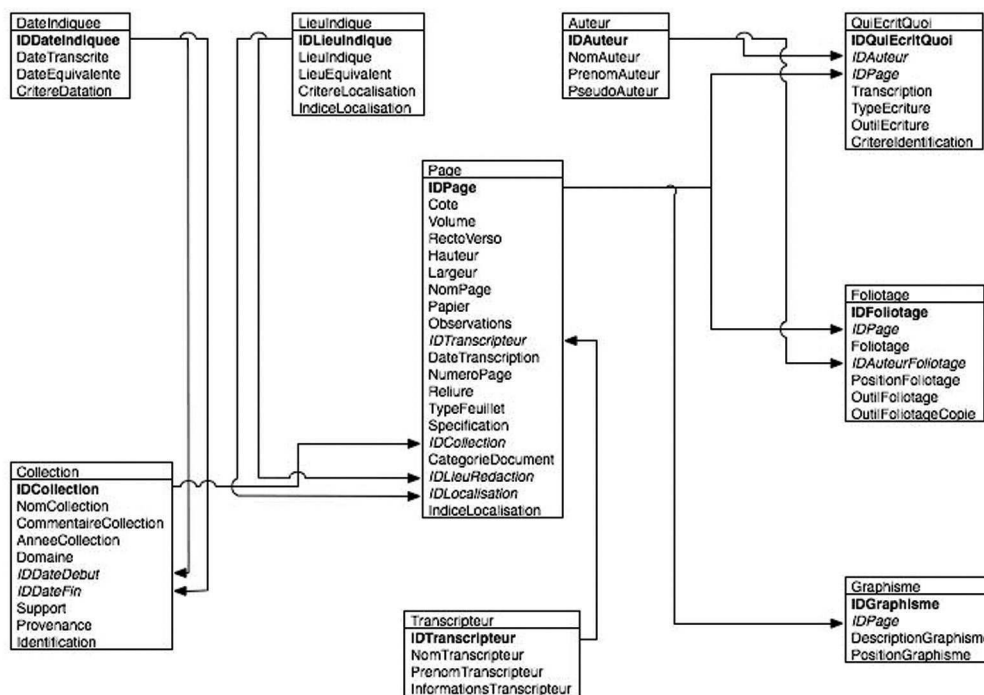 DateIndiquee
IDDateIndiquee
DateTranscrite
DateEquivalente
CritereDatation
LieuIndique
IDLieuIndique
LieuIndique
LieuEquivalent
CritereLocalisation
IndiceLocalisation
Auteur
IDAuteur
NomAuteur
PrenomAuteur
PseudoAuteur
QuiEcritQuoi
IDQuiEcritQuoi
IDAuteur
IDPage
Transcription
TypeEcriture
OutilEcriture
CritereIdentification
Page
IDPage
Cote
Volume
RectoVerso
Hauteur
Largeur
NomPage
Papier
Observations
IDTranscripteur
DateTranscription
NumeroPage
Reliure
TypeFeuillet
Specification
IDCollection
CategorieDocument
IDLieuRedaction
IDLocalisation
IndiceLocalisation
Foliotage
IDFoliotage
IDPage
Foliotage
IDAuteurFoliotage
PositionFoliotage
OutilFoliotage
OutilFoliotageCopie
Collection
IDCollection
NomCollection
CommentaireCollection
AnneeCollection
Domaine
IDDateDebut
IDDateFin
Support
Provenance
Identification
Transcripteur
IDTranscripteur
NomTranscripteur
PrenomTranscripteur
InformationsTranscripteur
Graphisme
IDGraphisme
IDPage
DescriptionGraphisme
PositionGraphisme